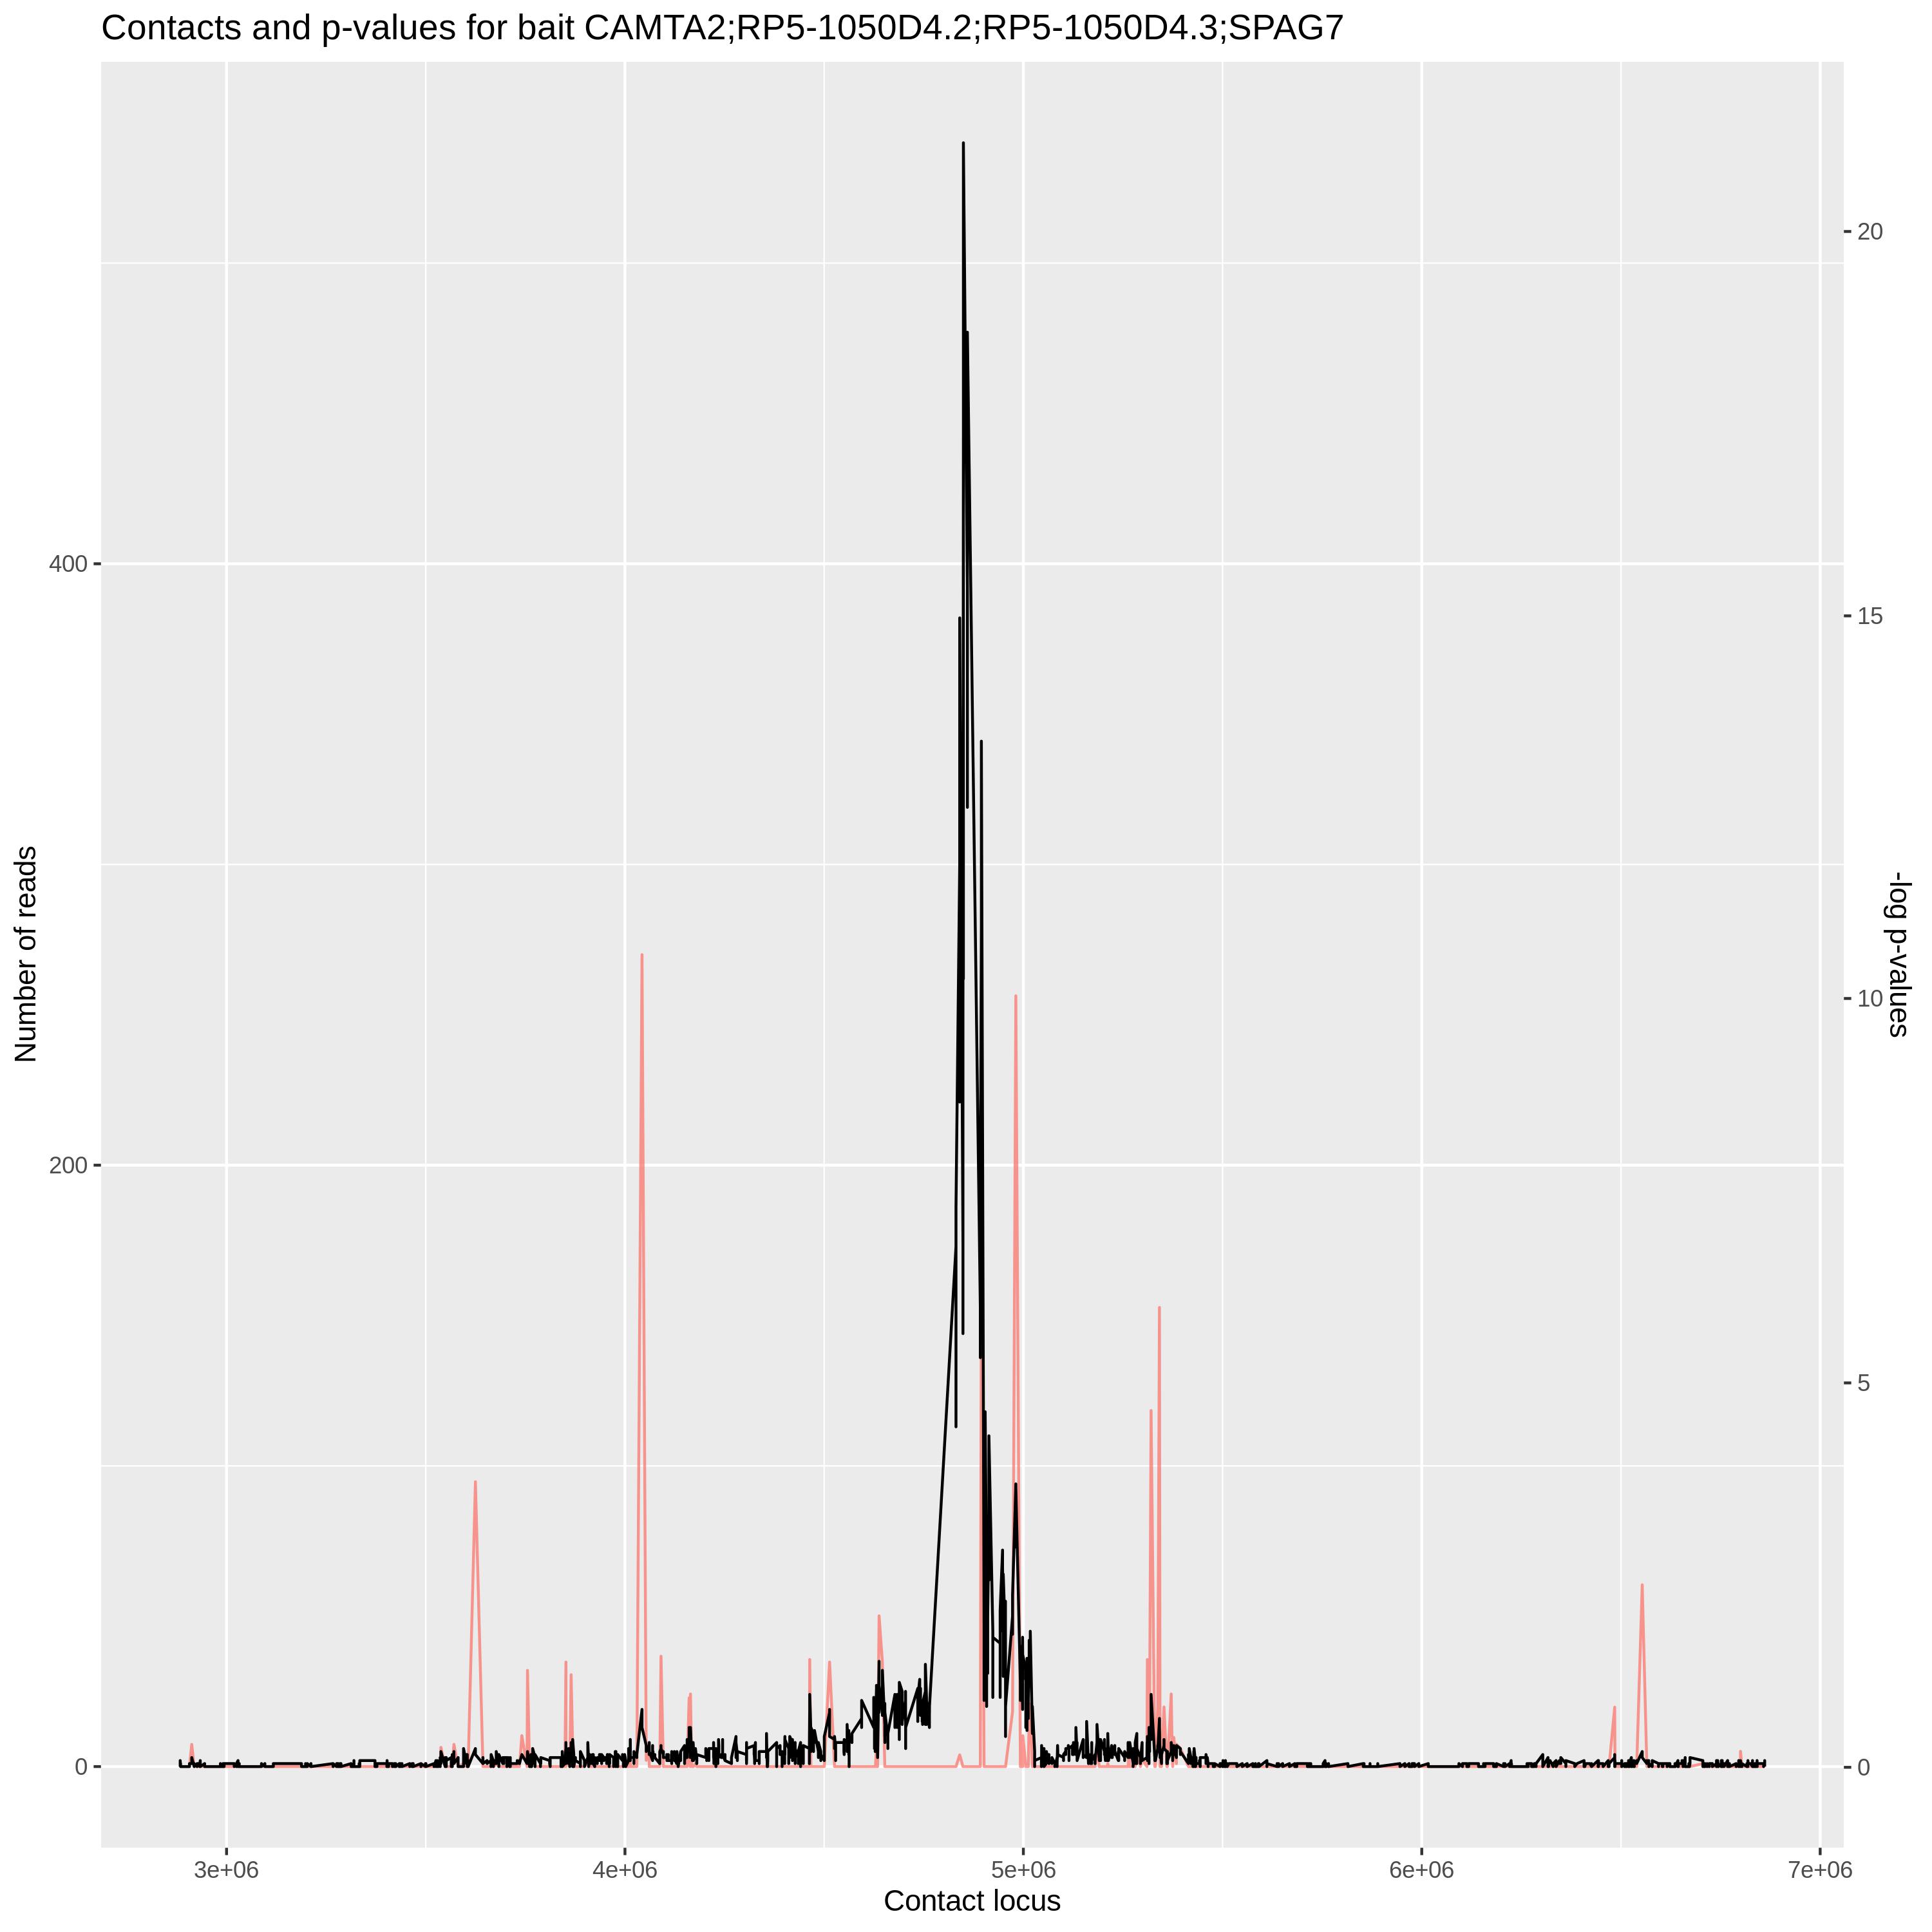 Contacts and p-values for bait CAMTA2;RP5-1050D4.2;RP5-1050D4.3;SPAG7
Number of reads
400
200
0
20
15
10
5
0
-log p-values
3e+06 4e+06 5e+06 6e+06 7e+06
Contact locus